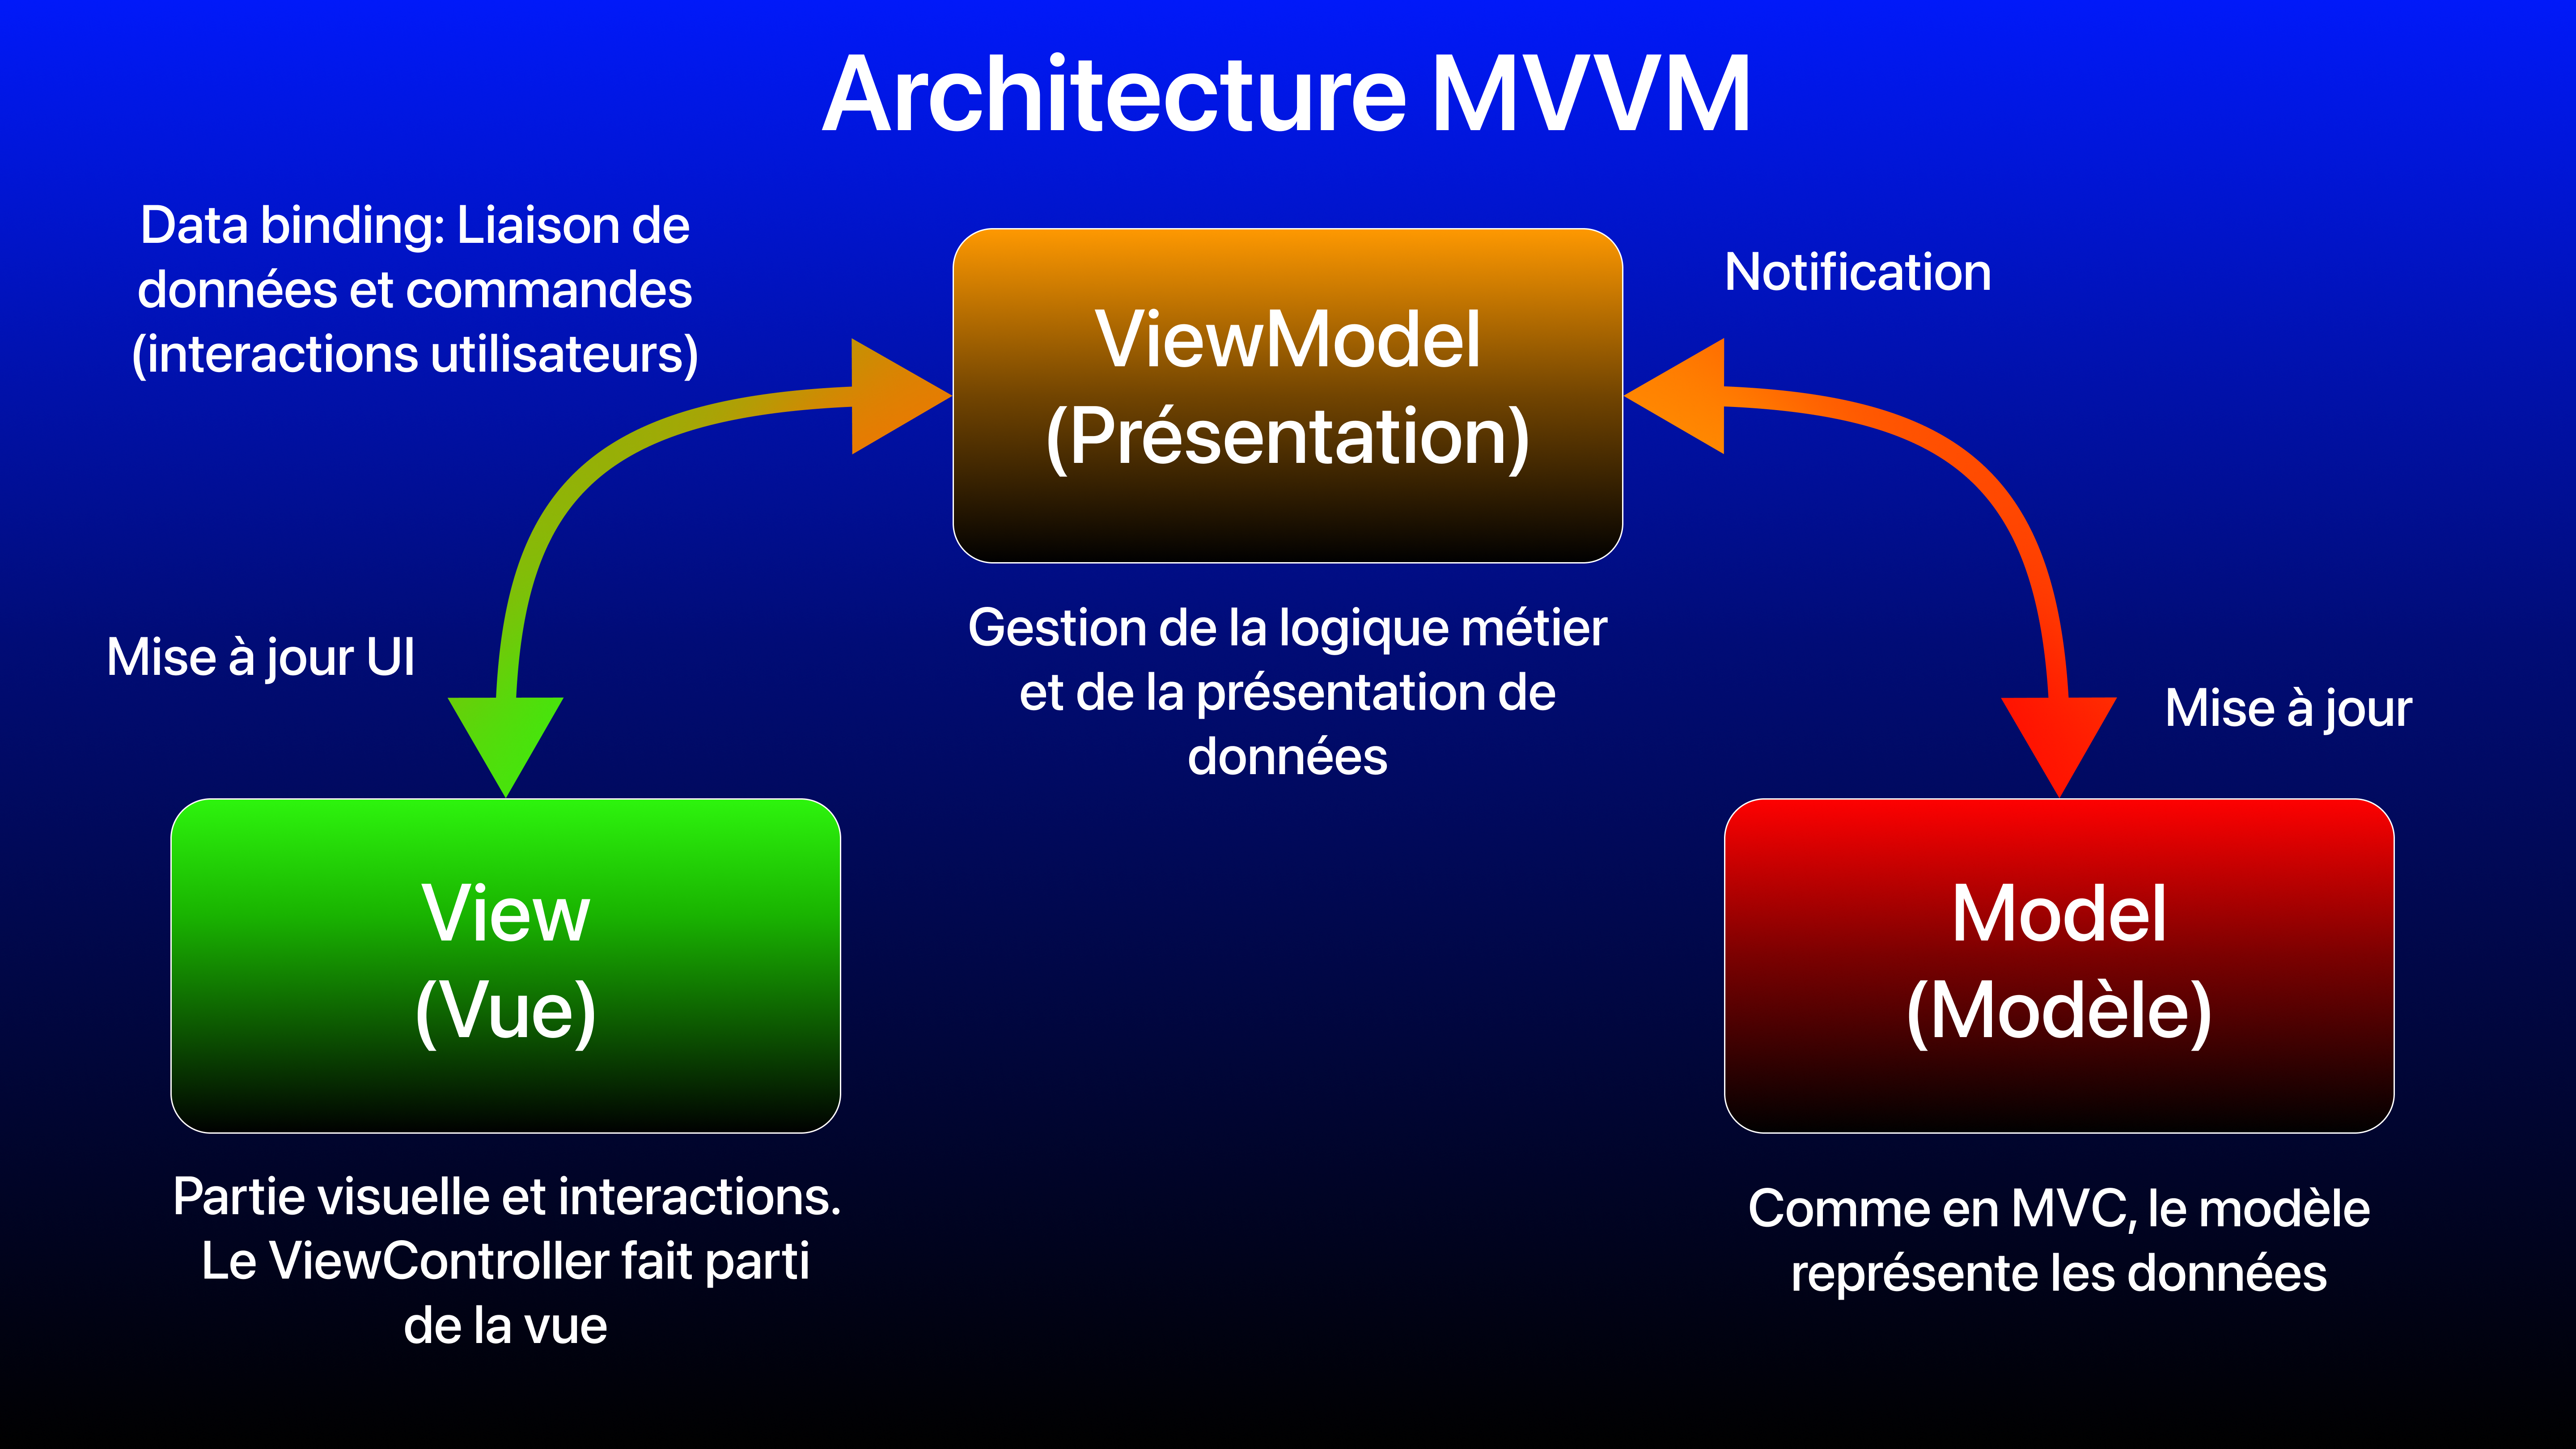 Architecture MVVM
Data binding: Liaison de
données et commandes
(interactions utilisateurs)
ViewModel
(Présentation)
Notification
Gestion de la logique métier
et de la présentation de
données
Mise à jour UI
Mise à jour
View
(Vue)
Model
(Modèle)
Partie visuelle et interactions.
Le ViewController fait parti
de la vue
Comme en MVC, le modèle
représente les données